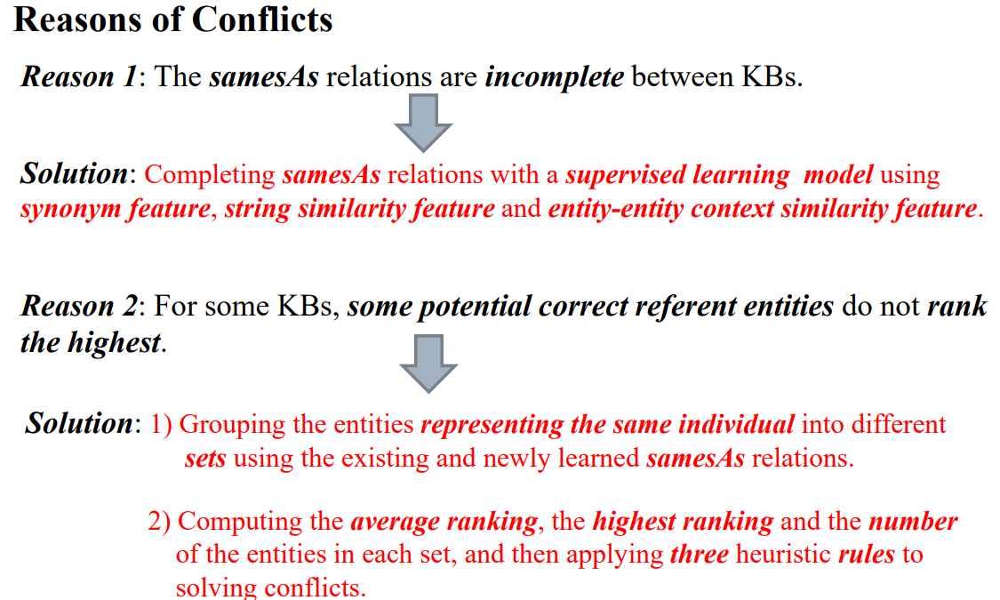 Reasons of Conflicts
Reason 1: The samesAs relations are incomplete between KBs.
Solution: Completing samesAs relations with a supervised learning model using
synonym feature, string similarity feature and entity-entity context similarity feature.
Reason 2: For some KBs, some potential correct referent entities do not rank
the highest.
Solution: 1) Grouping the entities representing the same individual into different
sets using the existing and newly learned samesAs relations.
2) Computing the average ranking, the highest ranking and the number
of the entities in each set, and then applying three heuristic rules to
solving conflicts.